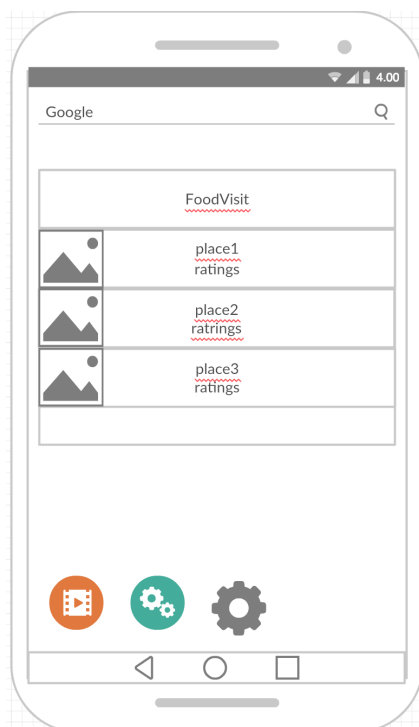 4.00
Google
FoodVisit
place1
ratings
place2
ratrings
place3
ratings